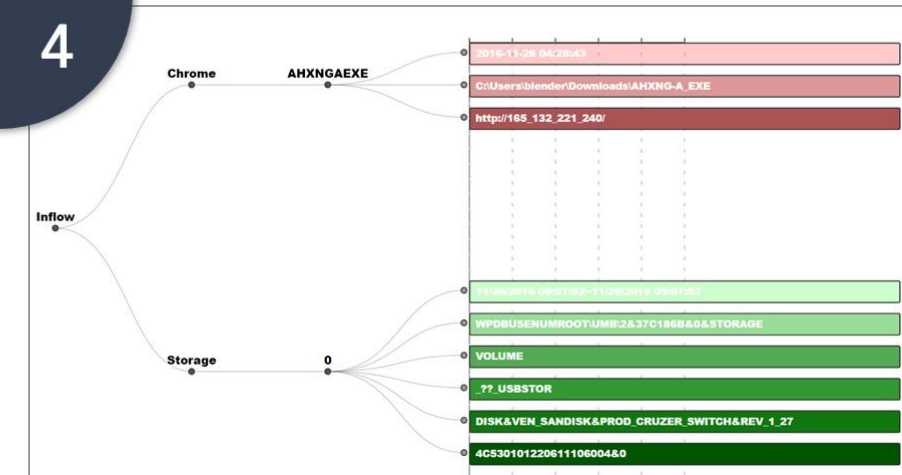 4
Chrome
AHXNGAEXE
2016-11-26 04:28:43
C:\Users\blender\Downloads\AHXNG-A_EXE
http://165_132_221_240/
Inflow
Storage
0
11/26/2016 05:07:52~11/26/2016 05:07:52
WPDBUSENUMROOT\UMB\2&37C186B&0&STORAGE
VOLUME
_??_USBSTOR
DISK&VEN_SANDISK&PROD_CRUZER_SWITCH&REV_1_27
4C530101220611106004&0